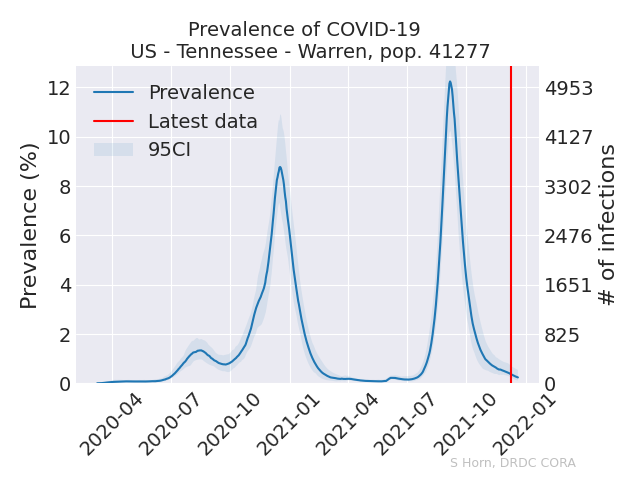 Prevalence of COVID-19
US - Tennessee - Warren, pop. 41277
Prevalence
Latest data
95CI
Prevalence (%)
12
10
8
6
4
2
0
4953
4127
3302
2476
1651
825
0
# of infections
2020-04
2020-07
2020-10
2021-01
2021-04
2021-07
2021-10
2022-01
S Horn, DRDC CORA